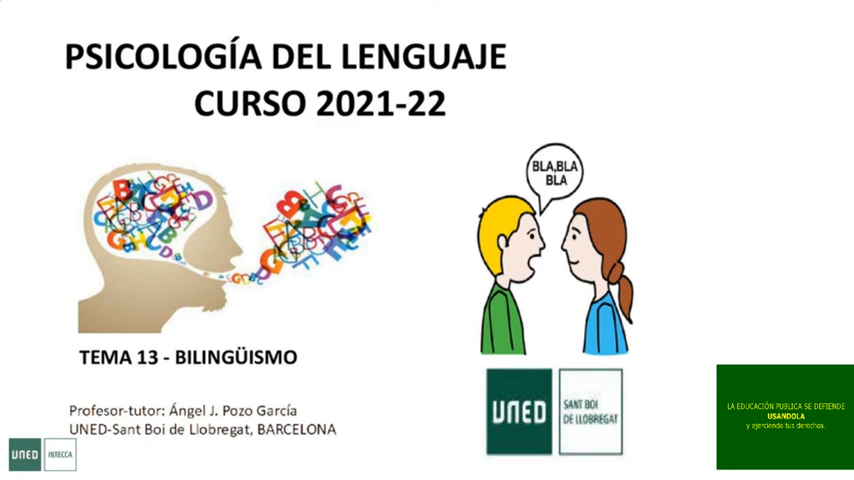 PSICOLOGÍA DEL LENGUAJE
CURSO 2021-22
BLA,BLA
BLA
TEMA 13 - BILINGÜISMO
Profesor-tutor: Ángel J. Pozo García
UNED-Sant Boi de Llobregat, BARCELONA
UNED
SANT BOI
DE LLOBREGAT
LA EDUCACIÓN PUBLICA SE DEFIENDE
USANDOLA
y ejerciendo tus derechos.
UNED
INTECCA